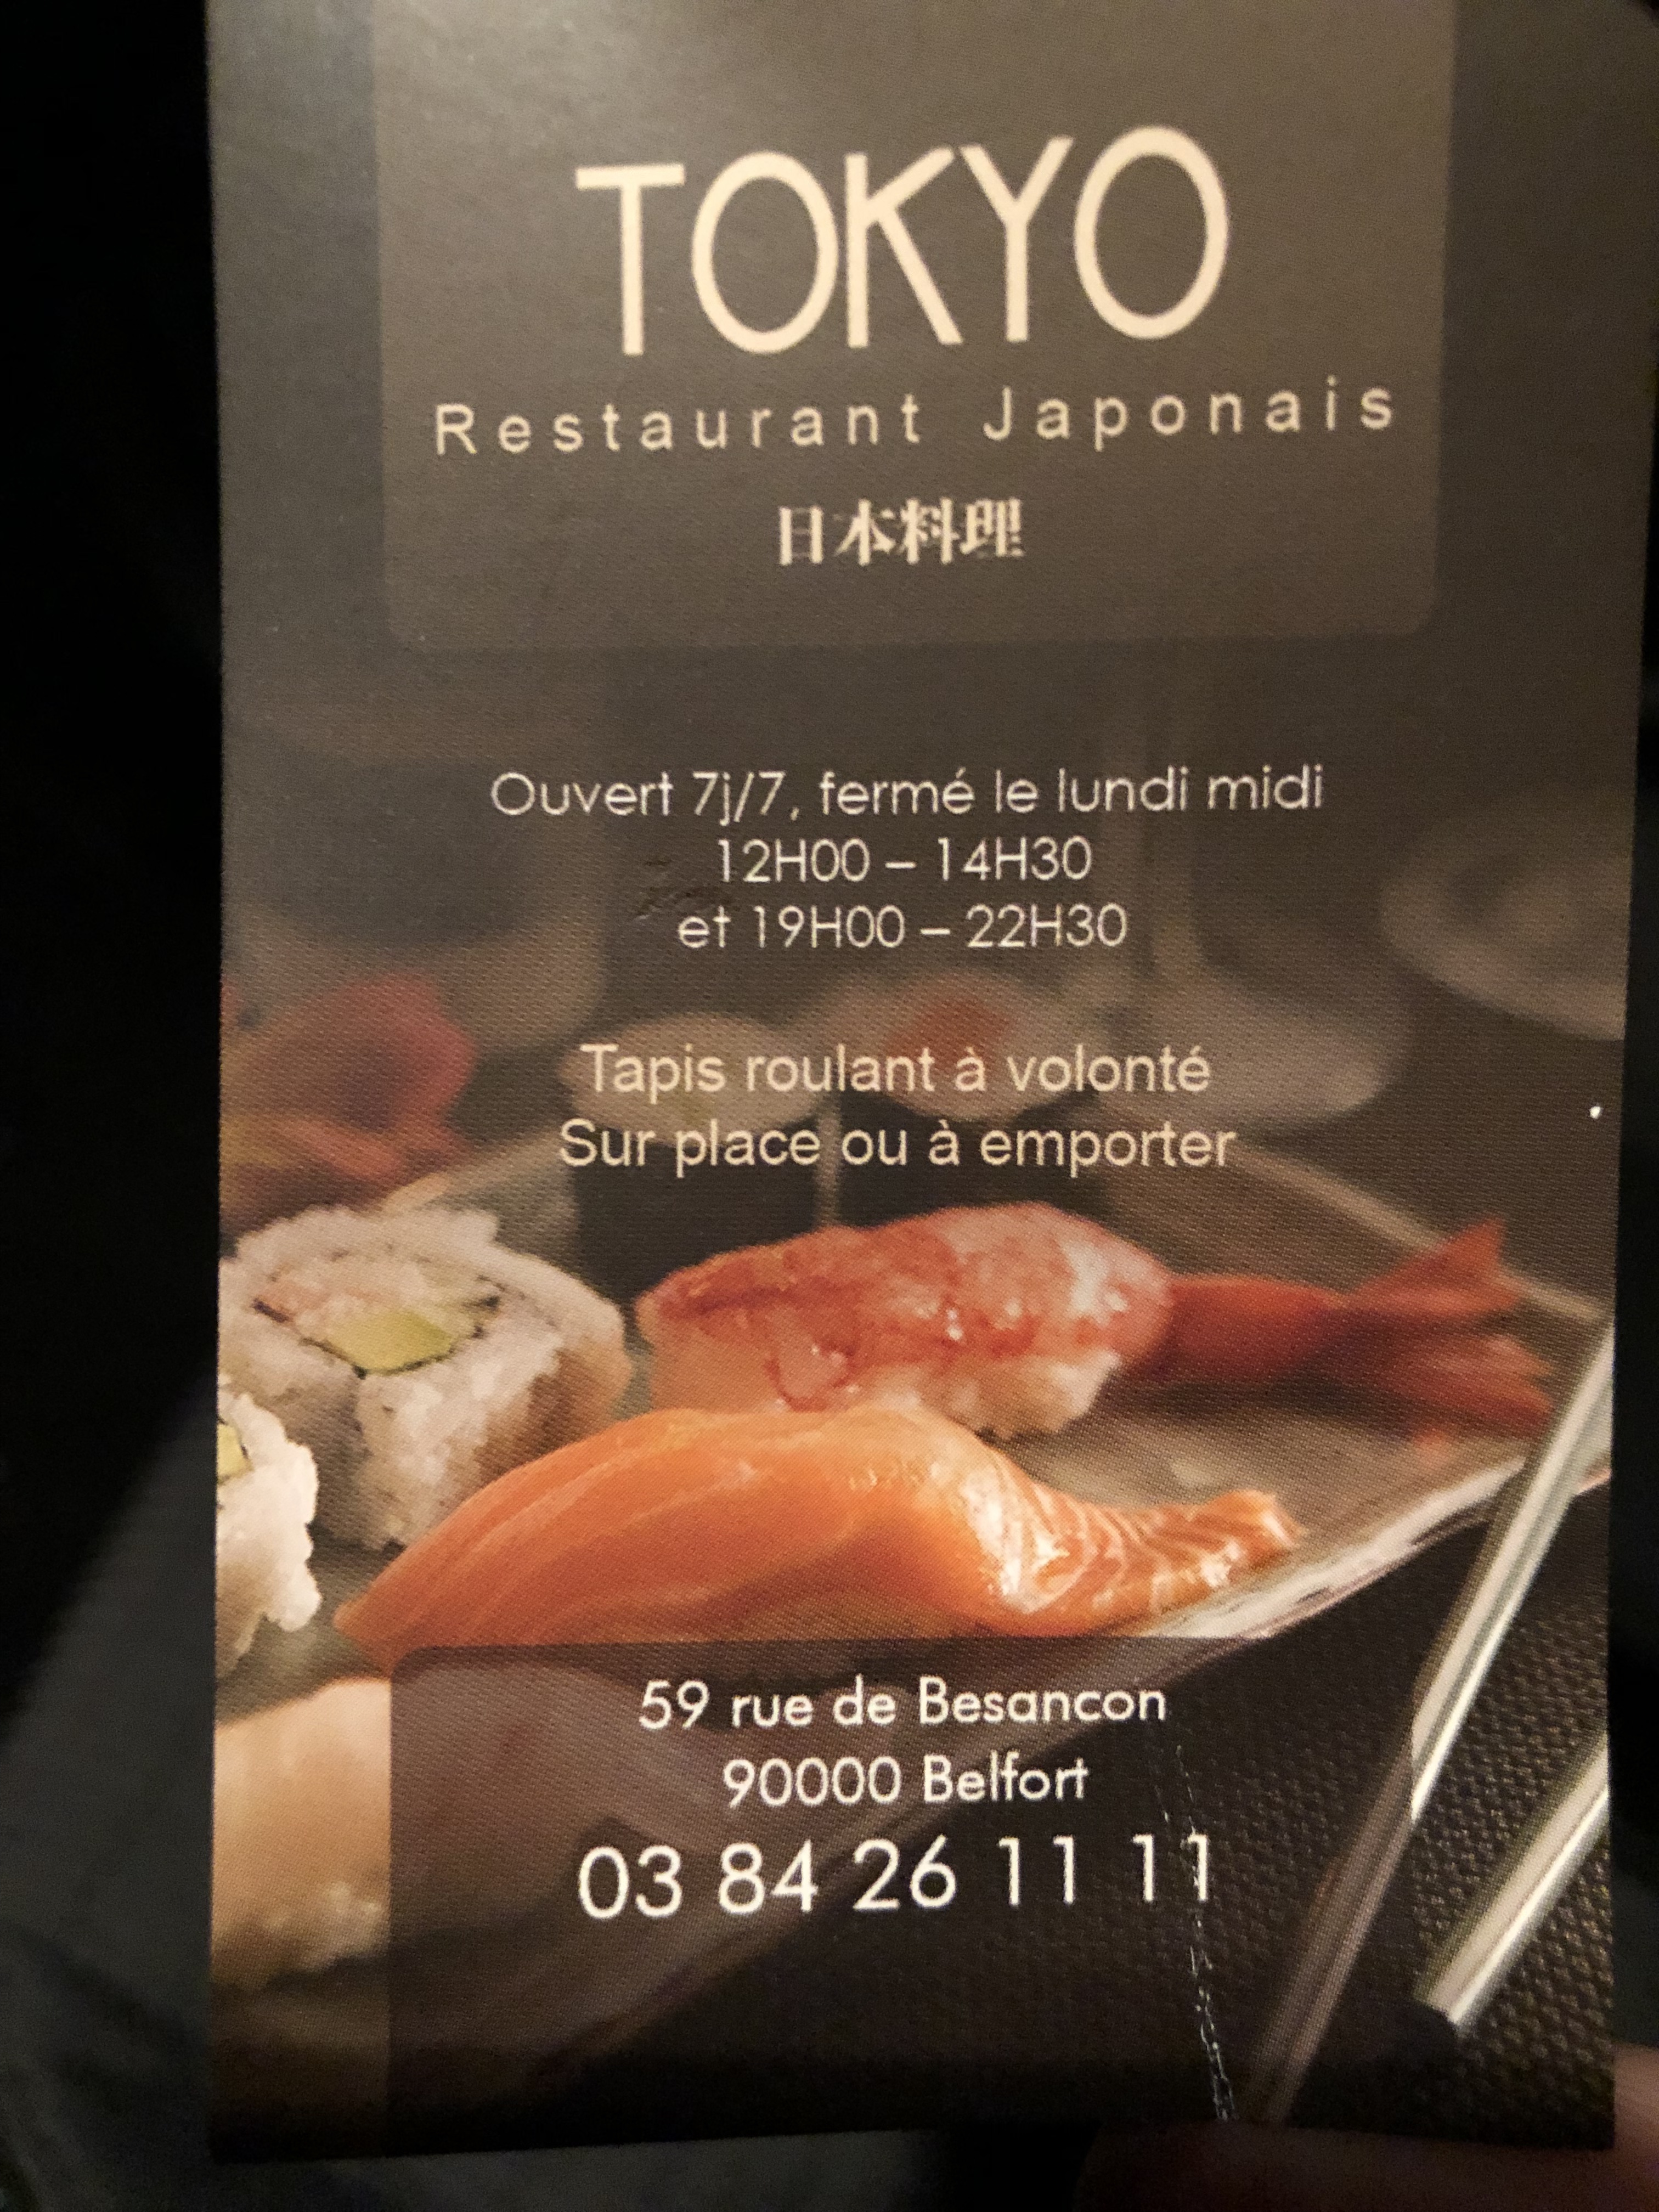 TOKYO
Restaurant Japonais
日本料理
Ouvert 7j/7, fermé le lundi midi
12H00 – 14H30
et 19H00 – 22H30
Tapis roulant à volonté
Sur place ou à emporter
59 rue de Besancon
90000 Belfort
03 84 26 11 11